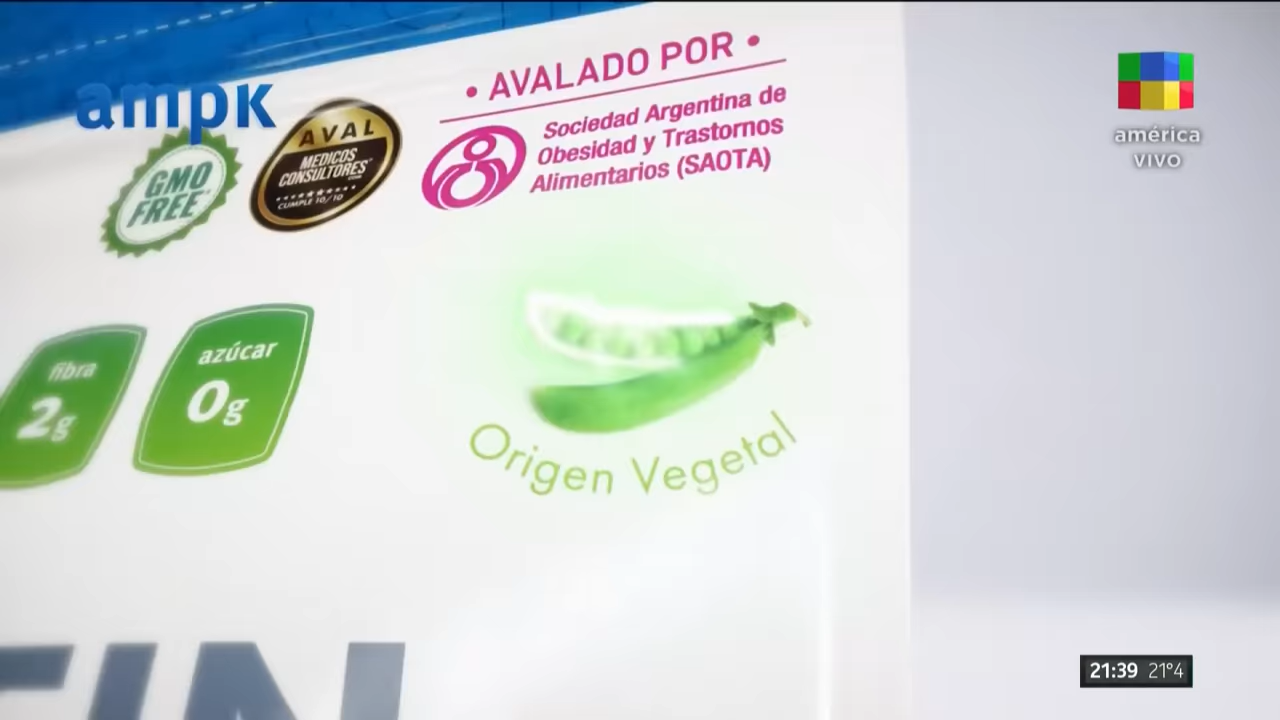 ampk
GMO
FREE
AVAL
MEDICOS
CONSULTORES
CUMPLE 10/10
• AVALADO POR •
Sociedad Argentina de
Obesidad y Trastornos
Alimentarios (SAOTA)
américa
VIVO
fibra
2g
azúcar
0g
Origen Vegetal
21:39 21°4